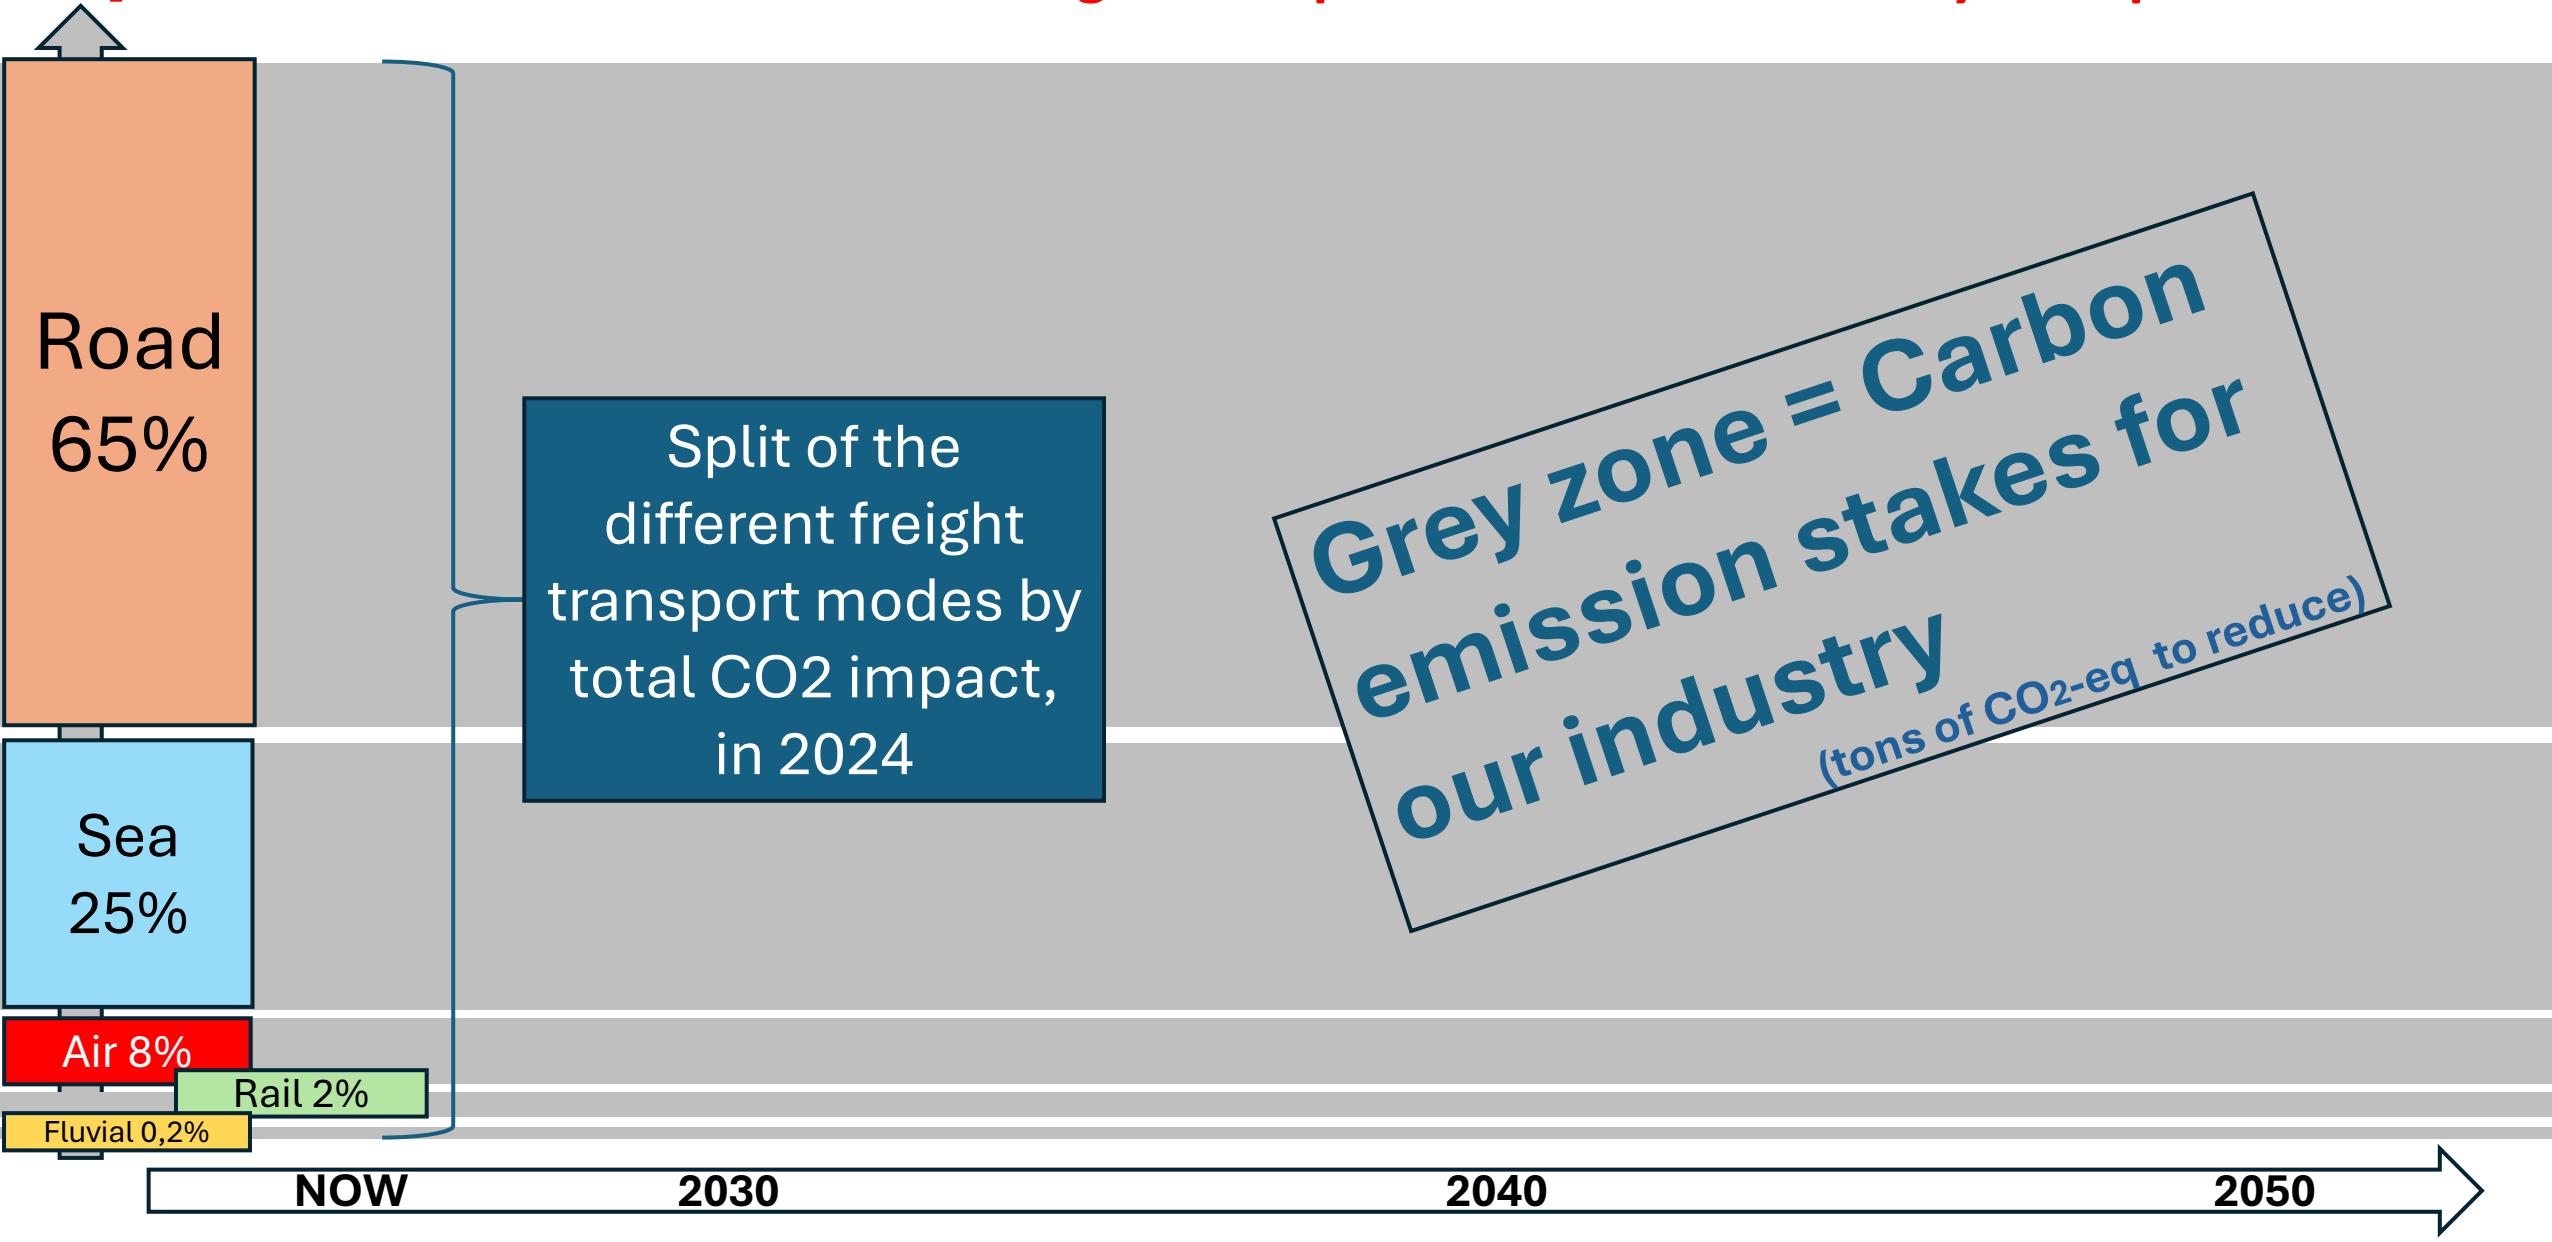 Road
65%
Sea
25%
Air 8%
Rail 2%
Fluvial 0,2%
Split of the
different freight
transport modes by
total CO2 impact,
in 2024
Grey zone = Carbon
emission stakes for
our industry
(tons of CO2-eq to reduce)
NOW 2030 2040 2050